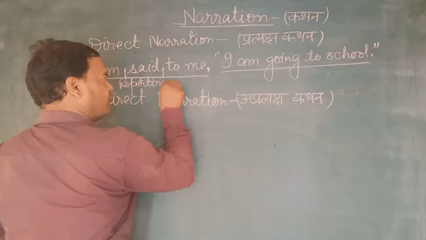 Narration - (कथन)
Direct Narration - (प्रत्यक्ष कथन)
m, said, to me, "I am going to school."
direct ration - (अप्रत्यक्ष कथन)